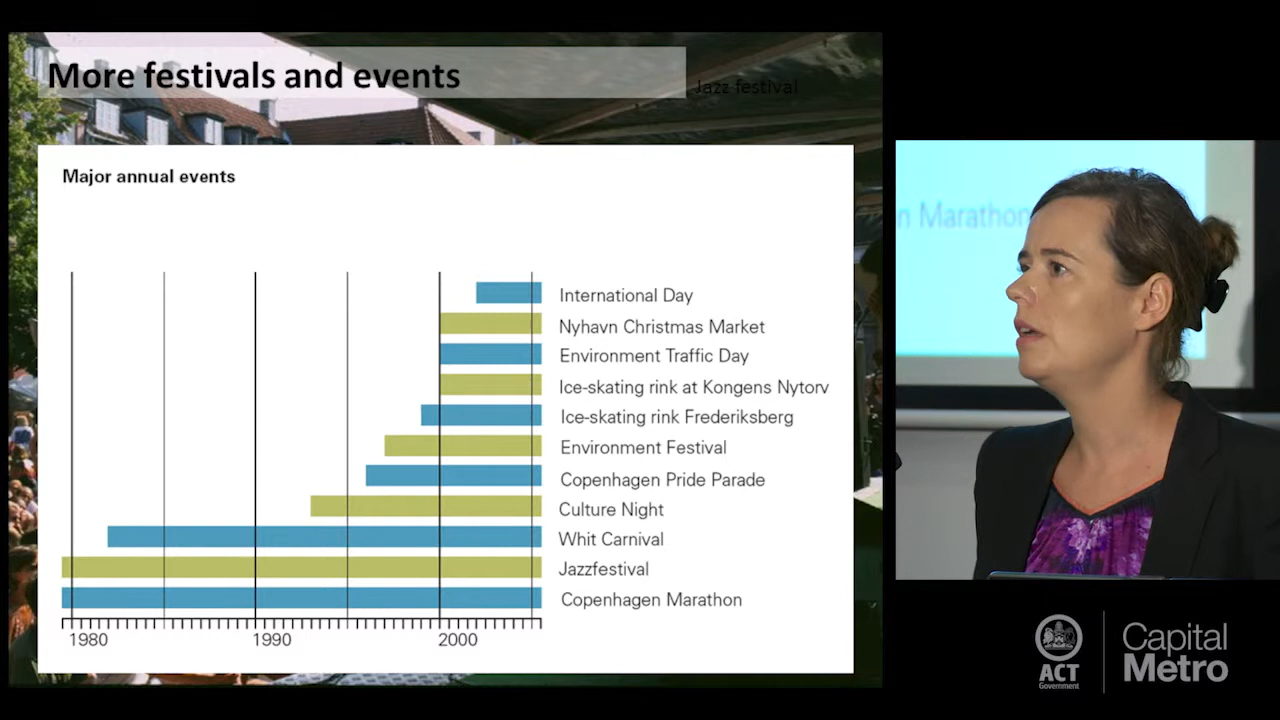 More festivals and events
Jazz festival
Major annual events
International Day
Nyhavn Christmas Market
Environment Traffic Day
Ice-skating rink at Kongens Nytorv
Ice-skating rink Frederiksberg
Environment Festival
Copenhagen Pride Parade
Culture Night
Whit Carnival
Jazzfestival
Copenhagen Marathon
1980 1990 2000
n Marathon
ACT
Government
Capital
Metro